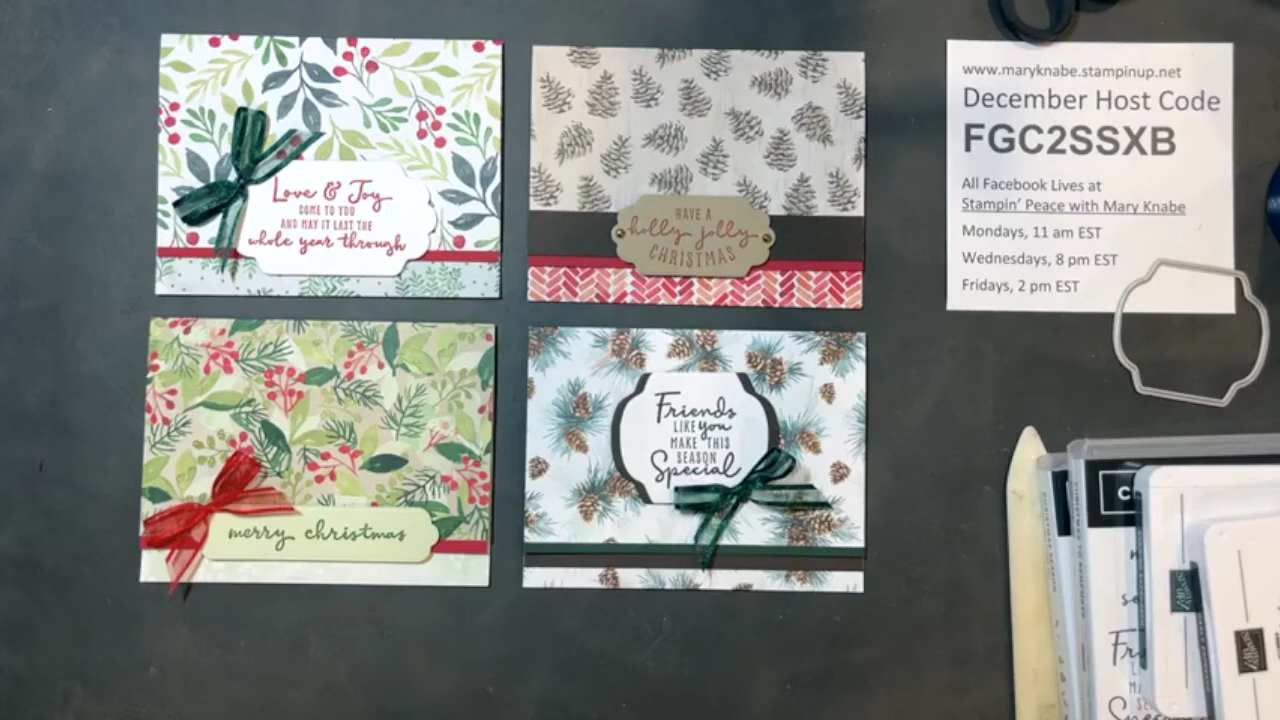 Love & Joy
COME TO YOU
AND MAY IT LAST THE
whole year through
HAVE A
holly jolly
CHRISTMAS
merry christmas
Friends
LIKE you
MAKE THIS
SEASON
Special
www.maryknabe.stampinup.net
December Host Code
FGC2SSXB
All Facebook Lives at
Stampin' Peace with Mary Knabe
Mondays, 11 am EST
Wednesdays, 8 pm EST
Fridays, 2 pm EST